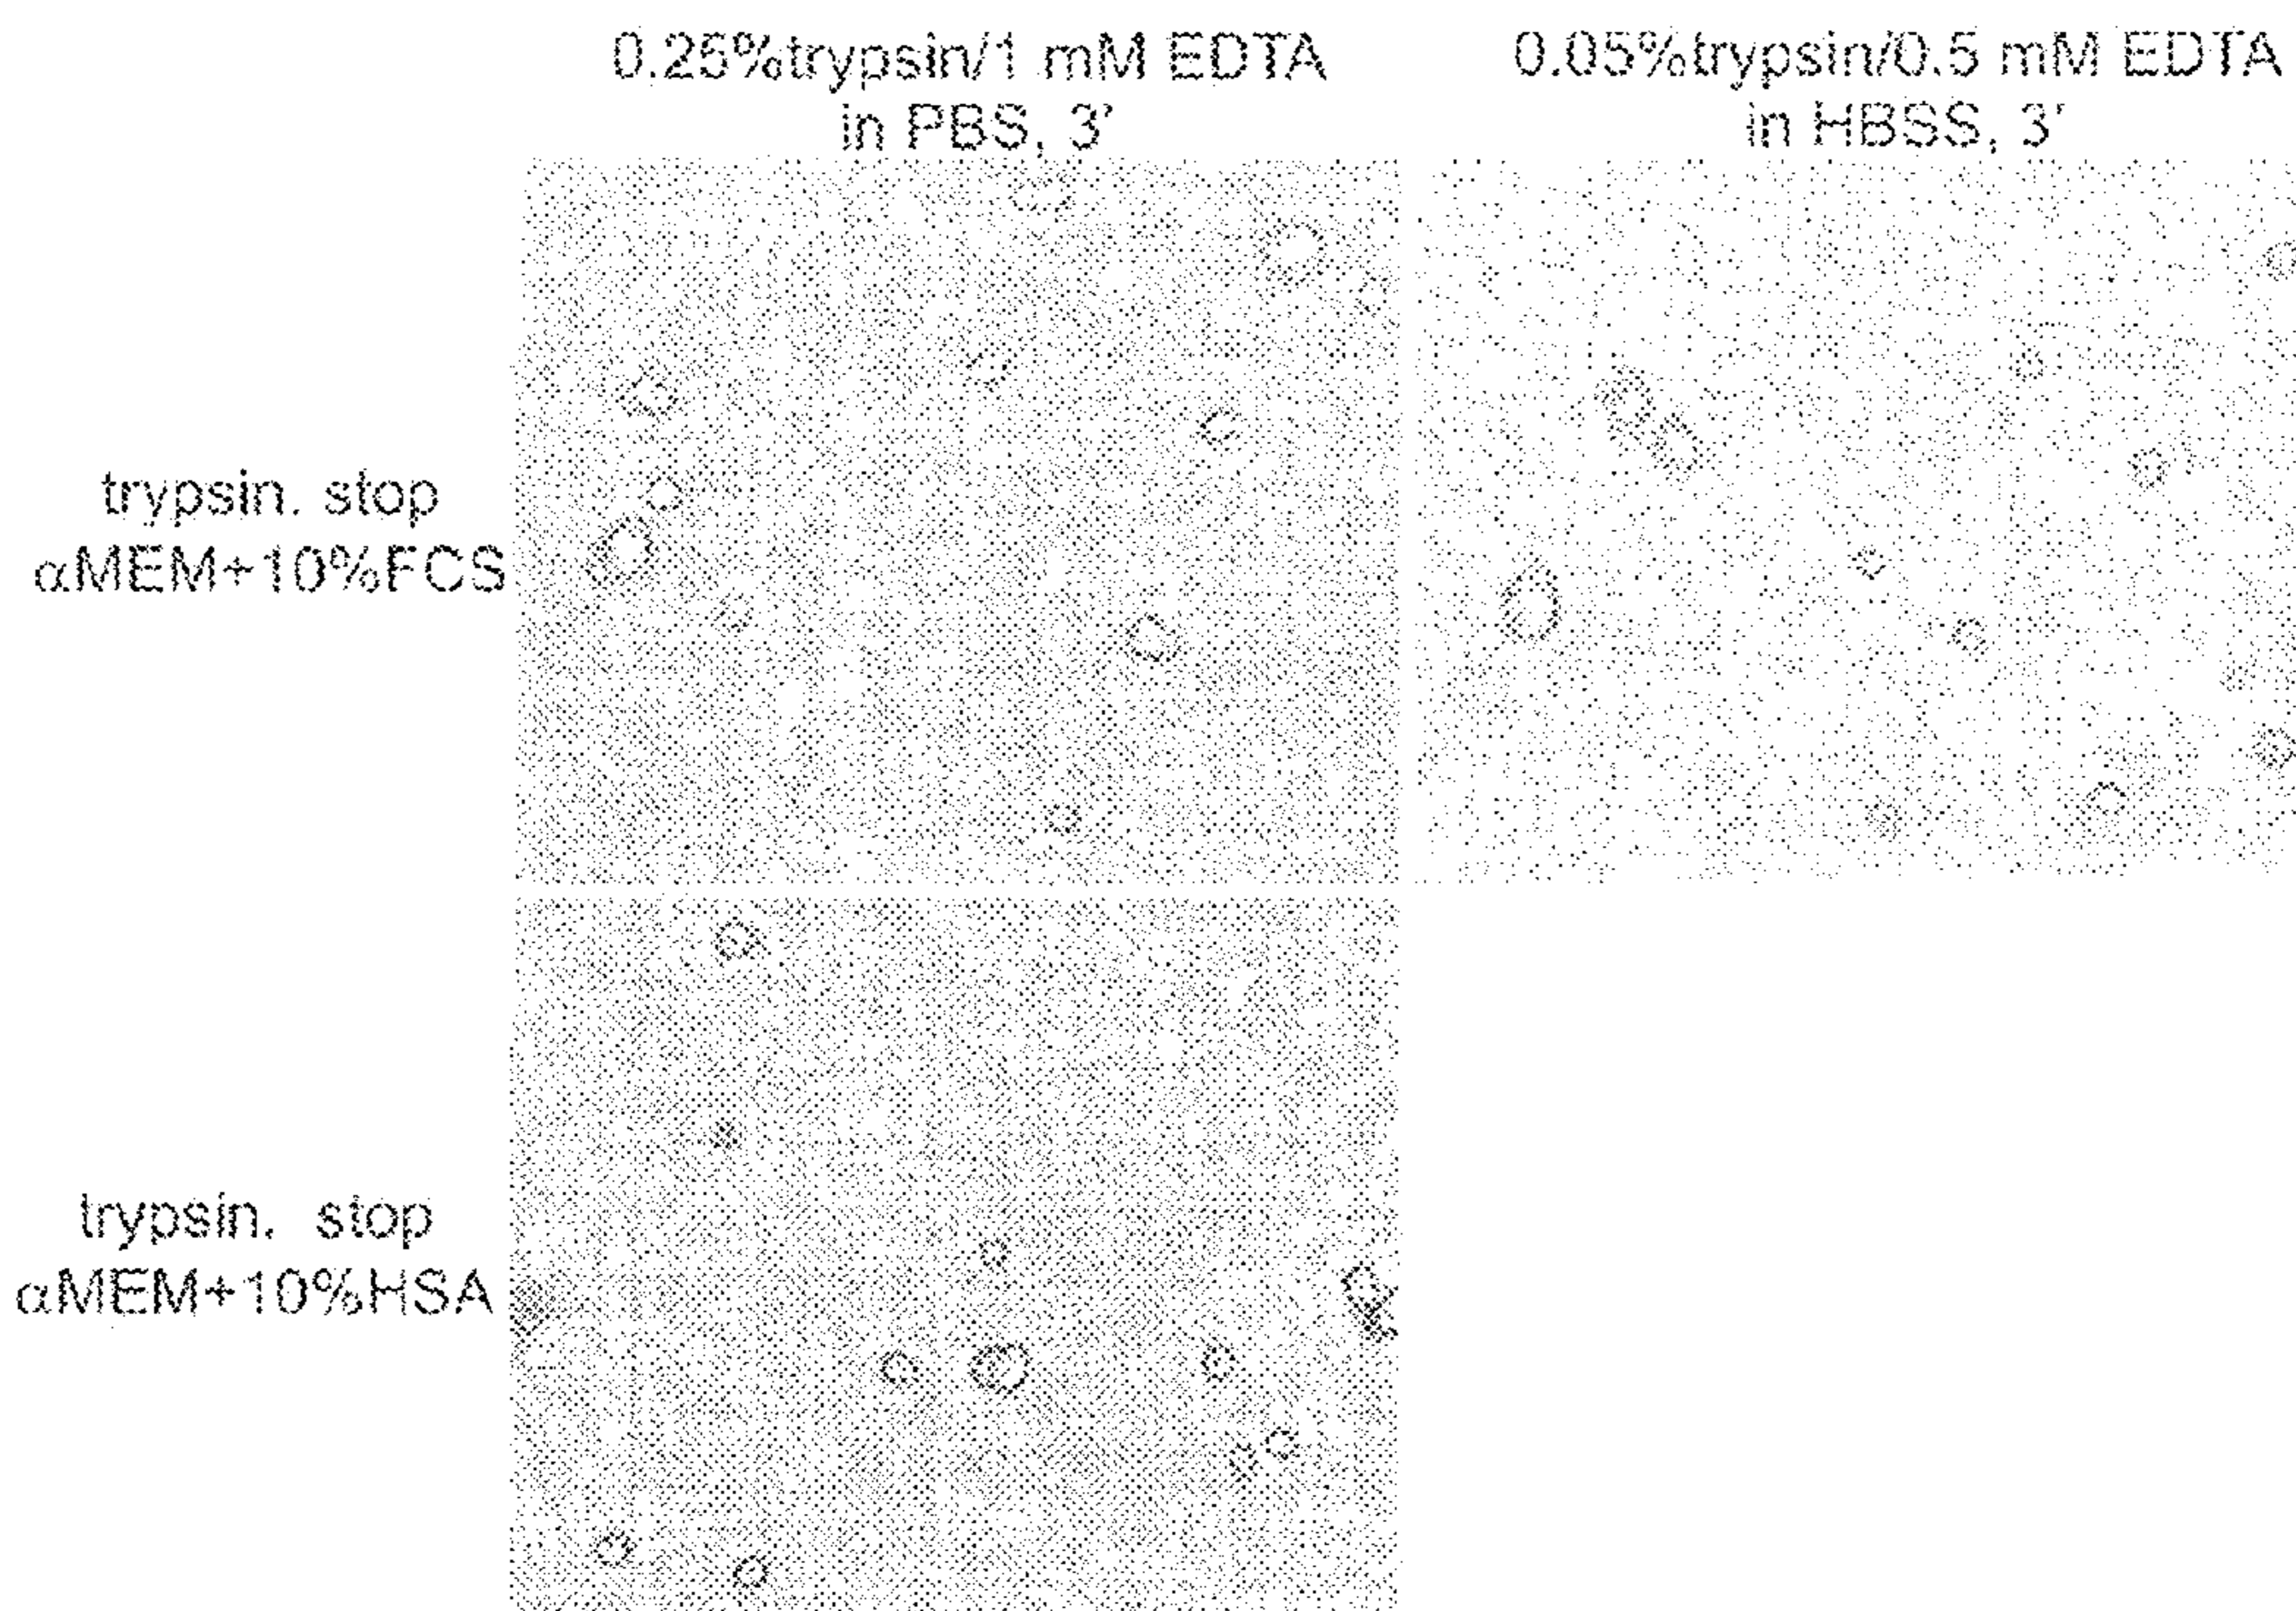 0.25%trypsin/1 mM EDTA
in PBS, 3'
0.05%trypsin/0.5 mM EDTA
in HBSS, 3'
trypsin. stop
αMEM+10%FCS
trypsin. stop
αMEM+10%HSA